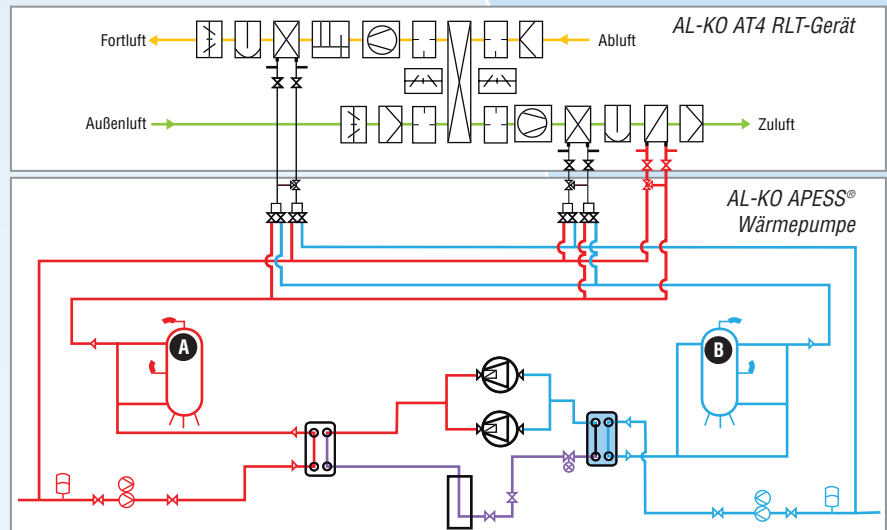 AL-KO AT4 RLT-Gerät
Fortluft
Abluft
Außenluft
Zuluft
AL-KO APESS®
Wärmepumpe
A
B